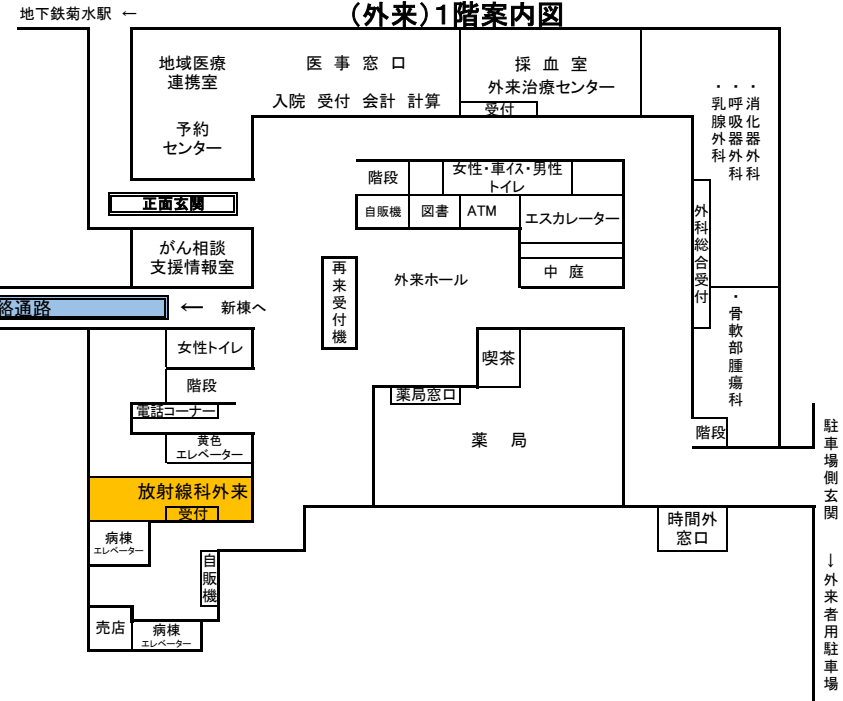 (外来)1階案内図
地下鉄菊水駅 ←
地域医療
連携室
予約
センター
医 事 窓 口
入院 受付 会計 計算
採 血 室
外来治療センター
受付
・消化器外科
・呼吸器外科
・乳腺外科
正面玄関
階段
女性・車イス・男性
トイレ
自販機
図書
ATM
エスカレーター
外科総合受付
がん相談
支援情報室
再来受付機
外来ホール
中 庭
絡通路
← 新棟へ
・骨軟部腫瘍科
女性トイレ
喫茶
階段
薬局窓口
電話コーナー
薬 局
階段
黄色
エレベーター
駐車場側玄関
放射線科外来
受付
時間外
窓口
病棟
エレベーター
自販機
↓外来者用駐車場
売店
病棟
エレベーター